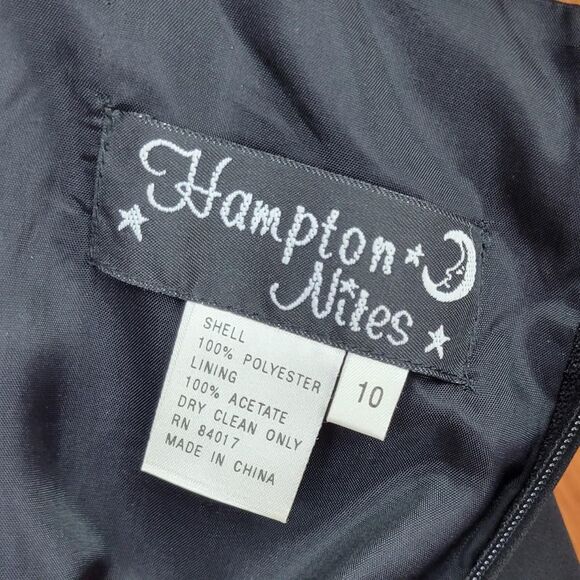 Hampton
Nites
SHELL
100% POLYESTER
LINING
100% ACETATE
DRY CLEAN ONLY
RN 84017
MADE IN CHINA
10